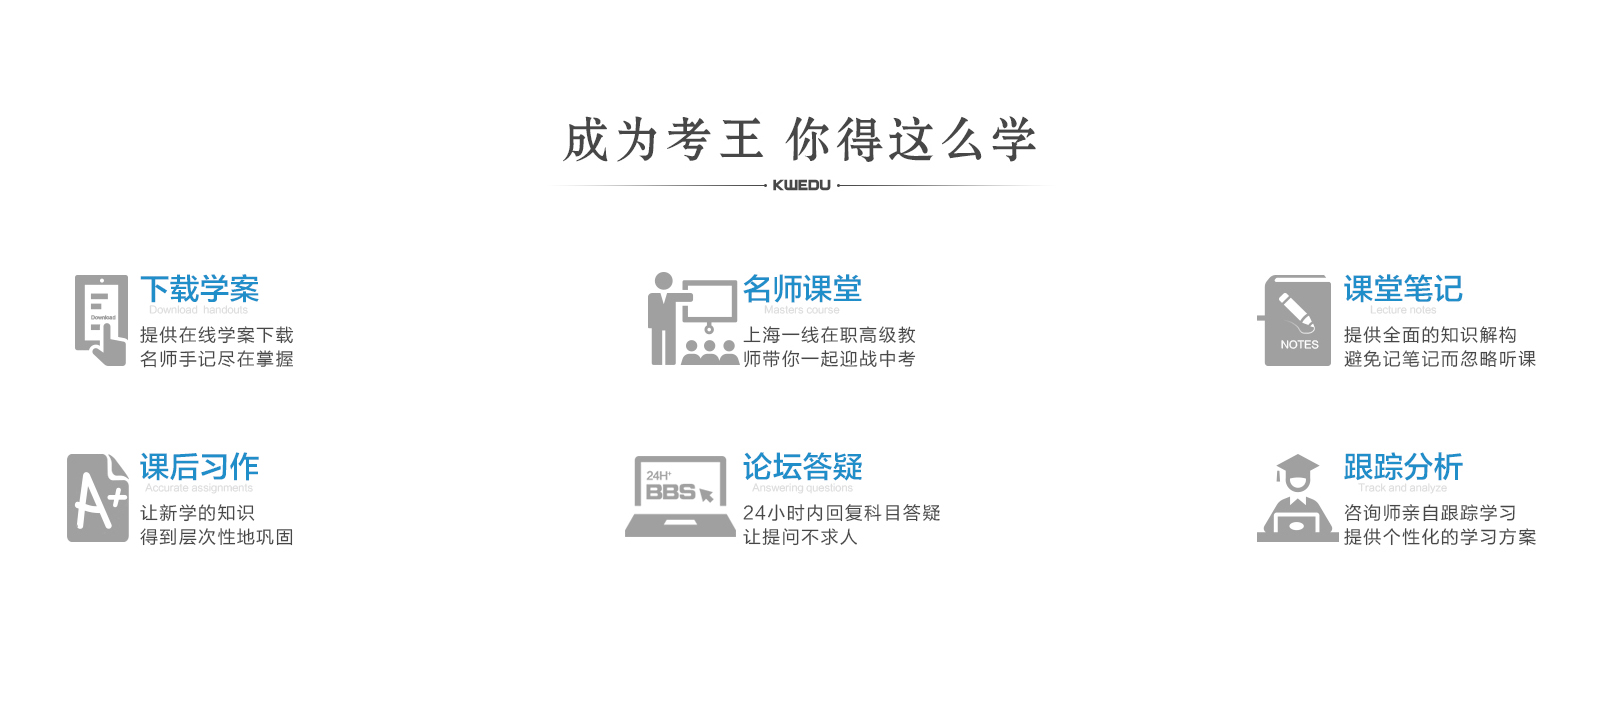 成为考王 你得这么学
KWEDU
下载学案
Download handouts
Download
提供在线学案下载
名师手记尽在掌握
名师课堂
Masters course
上海一线在职高级教
师带你一起迎战中考
课堂笔记
Lecture notes
NOTES
提供全面的知识解构
避免记笔记而忽略听课
课后习作
Accurate assignments
A+
让新学的知识
得到层次性地巩固
论坛答疑
Answering questions
24H+
BBS
24小时内回复科目答疑
让提问不求人
跟踪分析
Track and analyze
咨询师亲自跟踪学习
提供个性化的学习方案